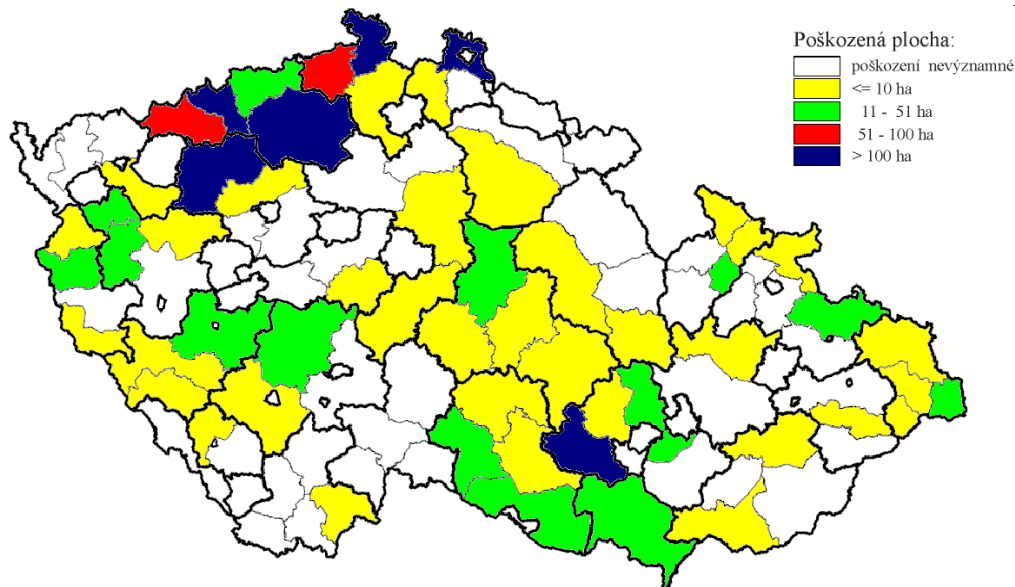 Poškozená plocha:
poškození nevýznamné
<= 10 ha
11 - 51 ha
51 - 100 ha
> 100 ha